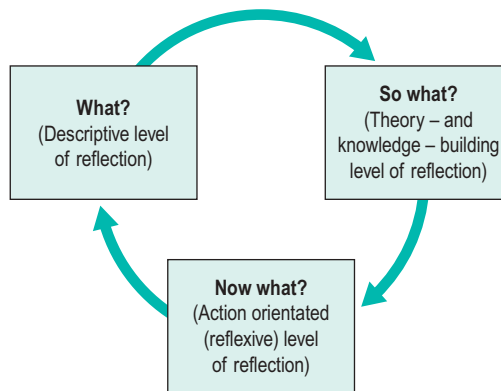 What?
(Descriptive level
of reflection)
So what?
(Theory – and
knowledge – building
level of reflection)
Now what?
(Action orientated
(reflexive) level
of reflection)